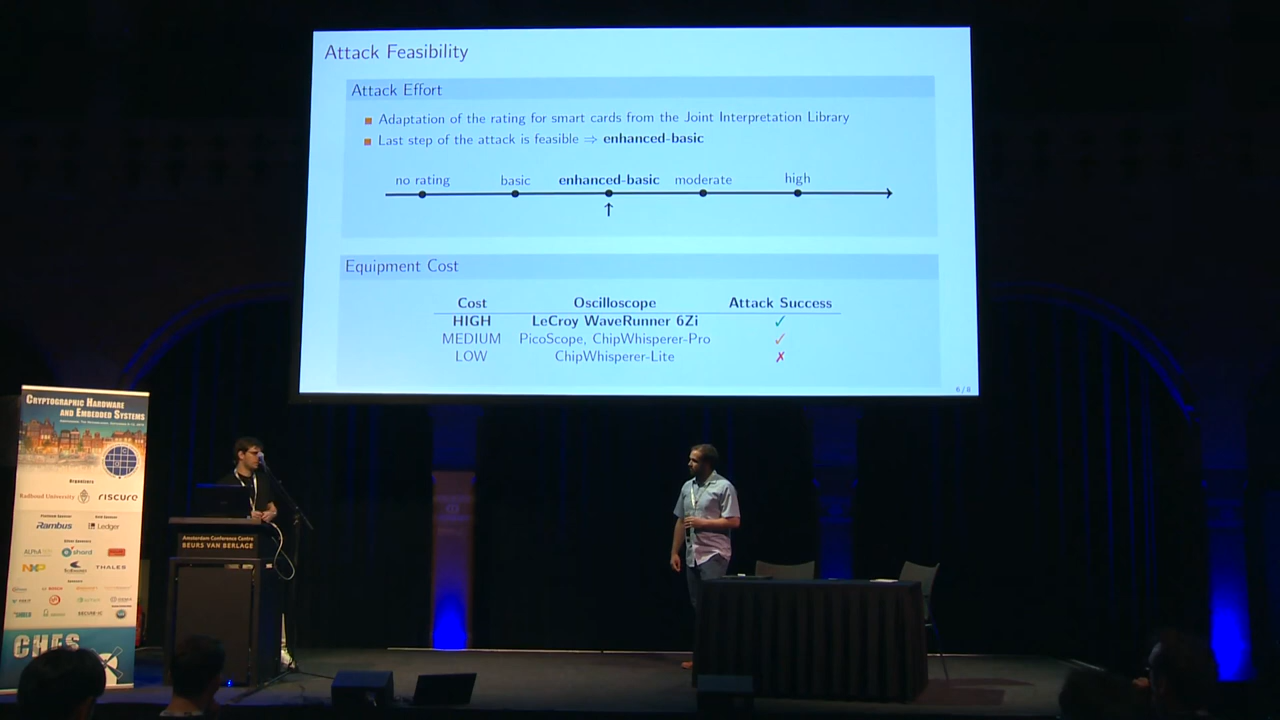 Attack Feasibility
Attack Effort
Adaptation of the rating for smart cards from the Joint Interpretation Library
Last step of the attack is feasible ⇒ enhanced-basic
no rating basic enhanced-basic moderate high
↑
Equipment Cost
Cost Oscilloscope Attack Success
HIGH LeCroy WaveRunner 6Zi ✓
MEDIUM PicoScope, ChipWhisperer-Pro ✓
LOW ChipWhisperer-Lite ✗
6/8
Cryptographic Hardware
and Embedded Systems
Organizers
Radboud University riscure
Rambus Ledger
NXP THALES
CHES
Amsterdam Conference Centre
BEURS VAN BERLAGE